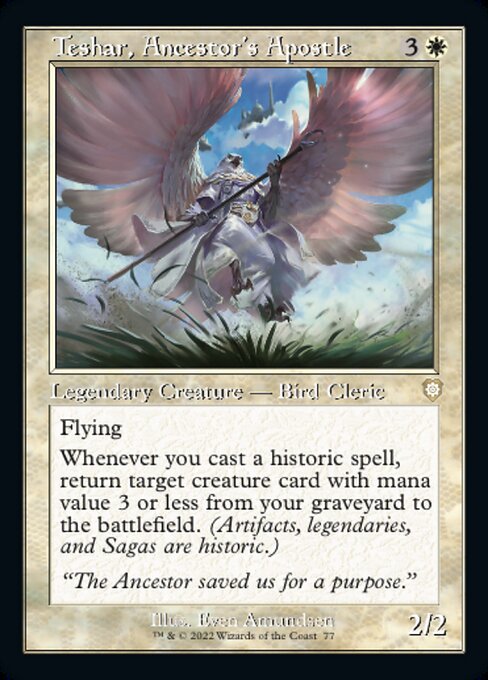 Teshar, Ancestor's Apostle 3
Legendary Creature — Bird Cleric
Flying
Whenever you cast a historic spell,
return target creature card with mana
value 3 or less from your graveyard to
the battlefield. (Artifacts, legendaries,
and Sagas are historic.)
“The Ancestor saved us for a purpose.”
Illus. Even Amundsen
™ & © 2022 Wizards of the Coast 77
2/2